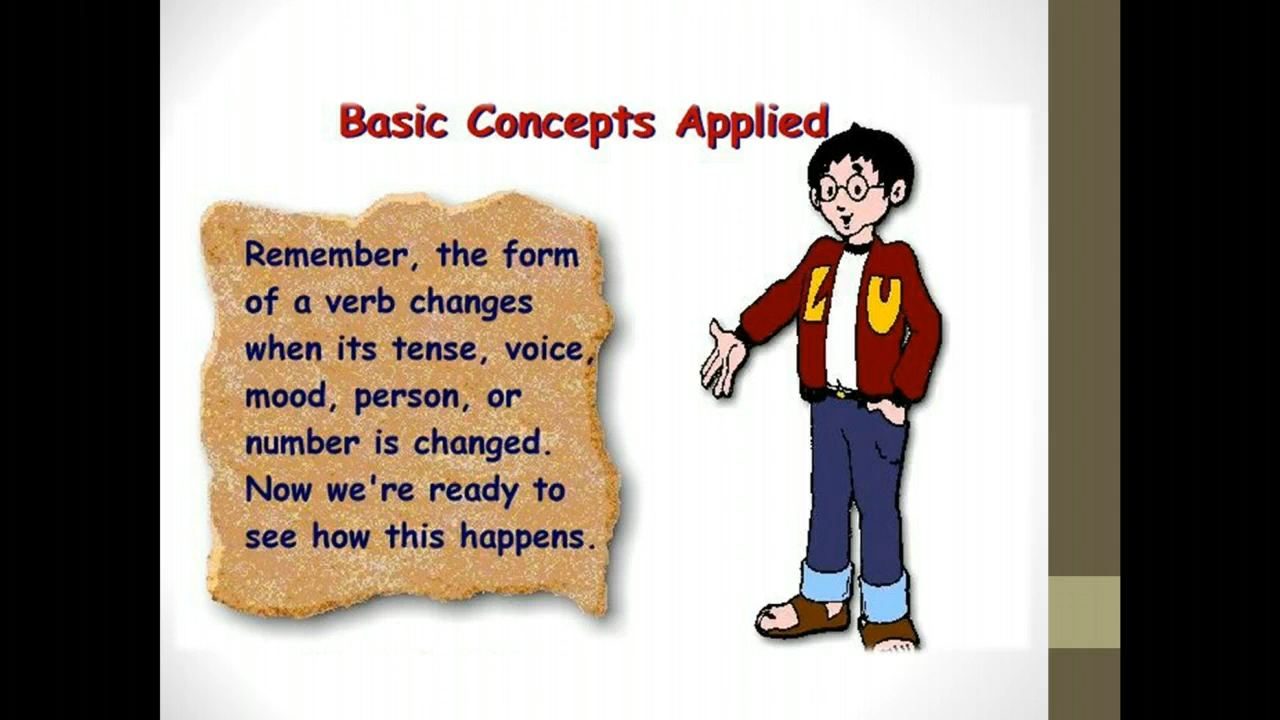 Basic Concepts Applied
Remember, the form
of a verb changes
when its tense, voice,
mood, person, or
number is changed.
Now we're ready to
see how this happens.
L U